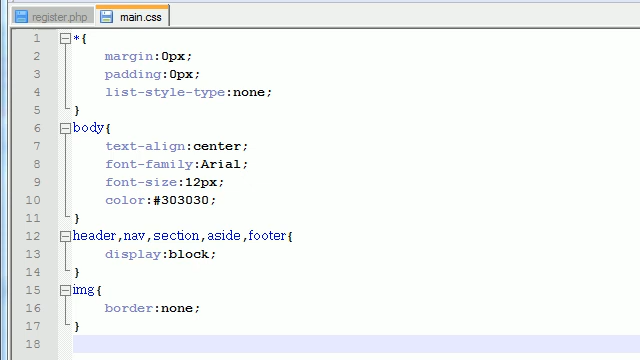 register.php main.css
1 *{
2 margin:0px;
3 padding:0px;
4 list-style-type:none;
5 }
6 body{
7 text-align:center;
8 font-family:Arial;
9 font-size:12px;
10 color:#303030;
11 }
12 header,nav,section,aside,footer{
13 display:block;
14 }
15 img{
16 border:none;
17 }
18